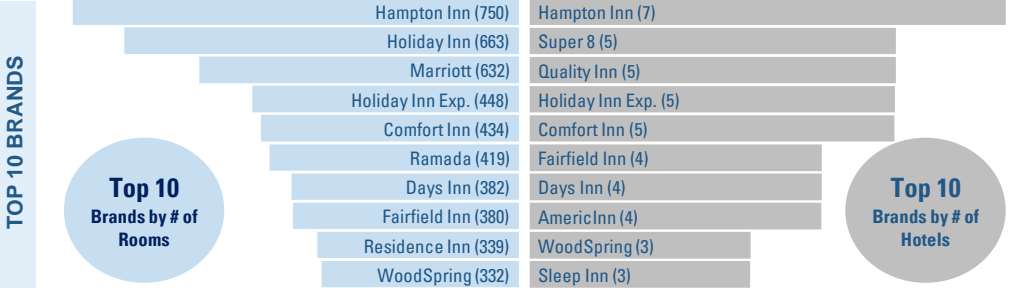 TOP 10 BRANDS
Hampton Inn (750)
Holiday Inn (663)
Marriott (632)
Holiday Inn Exp. (448)
Comfort Inn (434)
Ramada (419)
Days Inn (382)
Fairfield Inn (380)
Residence Inn (339)
WoodSpring (332)
Top 10
Brands by # of
Rooms
Hampton Inn (7)
Super 8 (5)
Quality Inn (5)
Holiday Inn Exp. (5)
Comfort Inn (5)
Fairfield Inn (4)
Days Inn (4)
AmericInn (4)
WoodSpring (3)
Sleep Inn (3)
Top 10
Brands by # of
Hotels